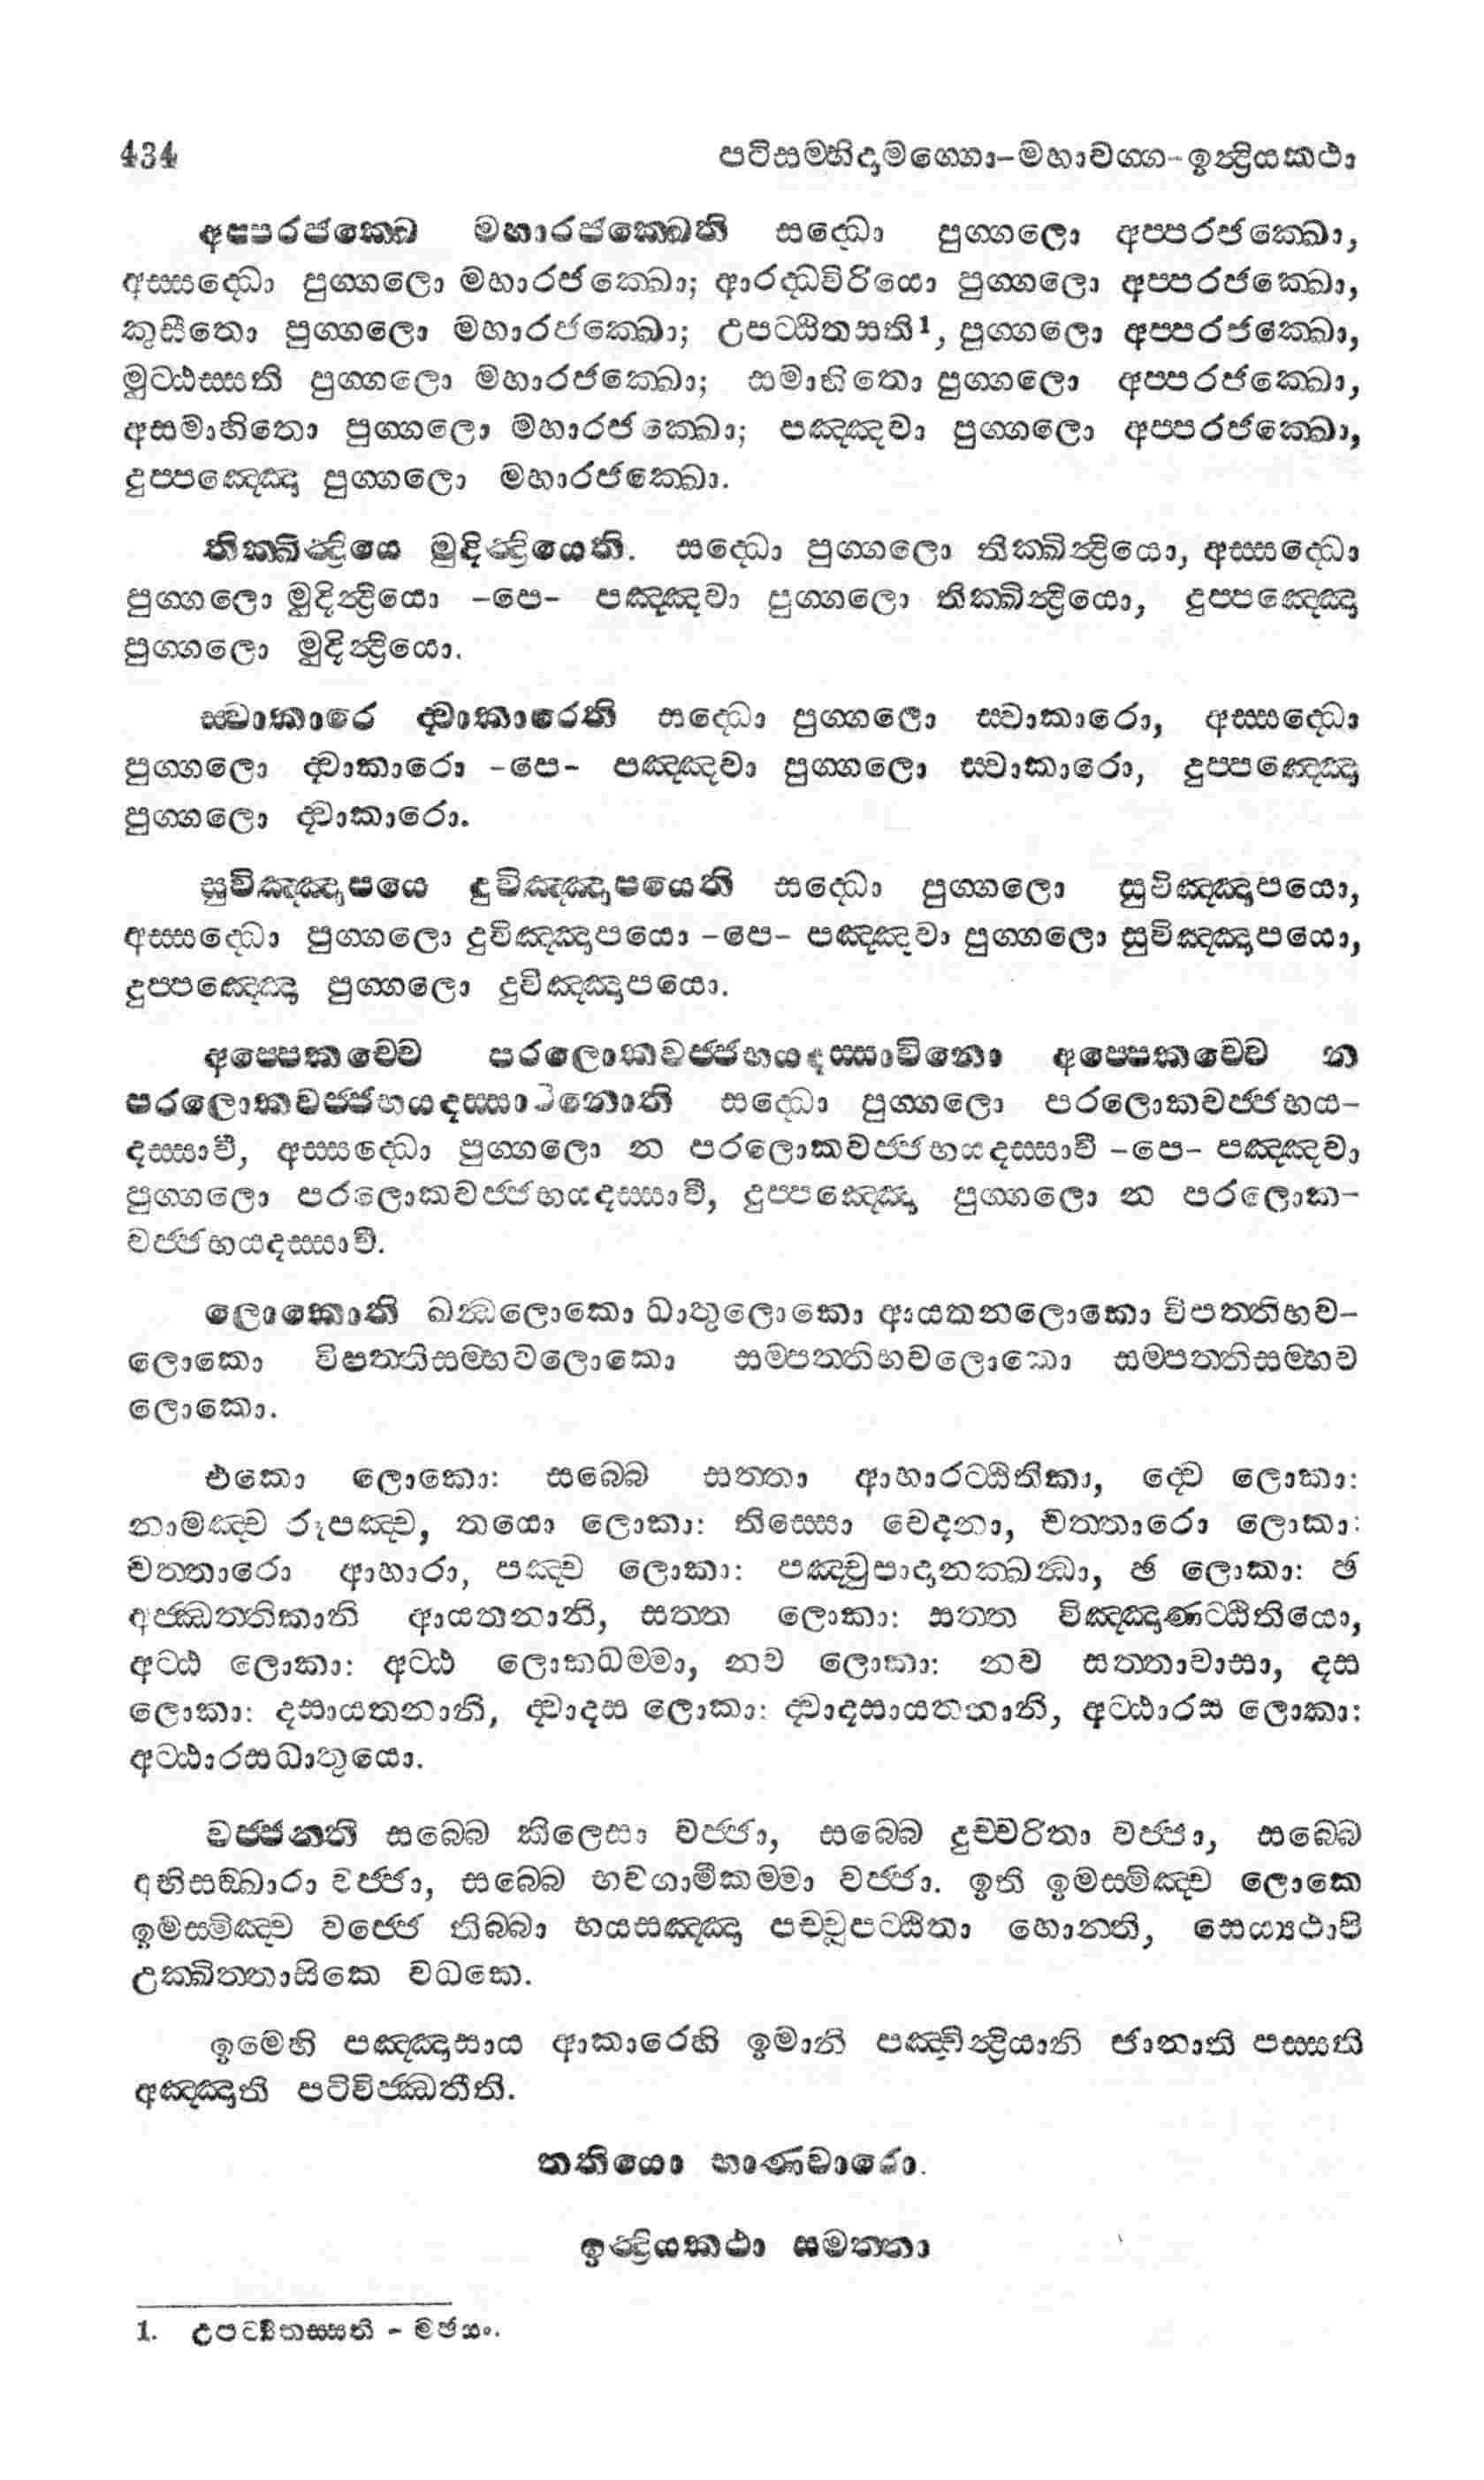 434 පටිසම්භිදාමග්ගො-මහාවග්ග-ඉන්ද්‍රියකථා
අප්පරජක්ඛෙ මහාරජක්ඛෙති සද්ධො පුග්ගලො අප්පරජක්ඛො,
අස්සද්ධො පුග්ගලො මහාරජක්ඛො; ආරද්ධවිරියො පුග්ගලො අප්පරජක්ඛො,
කුසීතො පුග්ගලො මහාරජක්ඛො; උපට්ඨිතසති¹, පුග්ගලො අප්පරජක්ඛො,
මුට්ඨස්සති පුග්ගලො මහාරජක්ඛො; සමාහිතො පුග්ගලො අප්පරජක්ඛො,
අසමාහිතො පුග්ගලො මහාරජක්ඛො; පඤ්ඤවා පුග්ගලො අප්පරජක්ඛො,
දුප්පඤ්ඤො පුග්ගලො මහාරජක්ඛො.
තික්ඛින්ද්‍රියෙ මුදින්ද්‍රියෙති. සද්ධො පුග්ගලො තික්ඛින්ද්‍රියො, අස්සද්ධො
පුග්ගලො මුදින්ද්‍රියො -පෙ- පඤ්ඤවා පුග්ගලො තික්ඛින්ද්‍රියො, දුප්පඤ්ඤො
පුග්ගලො මුදින්ද්‍රියො.
ස්වාකාරෙ ද්වාකාරෙති සද්ධො පුග්ගලො ස්වාකාරො, අස්සද්ධො
පුග්ගලො ද්වාකාරො -පෙ- පඤ්ඤවා පුග්ගලො ස්වාකාරො, දුප්පඤ්ඤො
පුග්ගලො ද්වාකාරො.
සුවිඤ්ඤාපයෙ දුවිඤ්ඤාපයෙති සද්ධො පුග්ගලො සුවිඤ්ඤාපයො,
අස්සද්ධො පුග්ගලො දුවිඤ්ඤාපයො -පෙ- පඤ්ඤවා පුග්ගලො සුවිඤ්ඤාපයො,
දුප්පඤ්ඤො පුග්ගලො දුවිඤ්ඤාපයො.
අප්පෙකච්චෙ පරලොකවජ්ජභයදස්සාවිනො අප්පෙකච්චෙ න
පරලොකවජ්ජභයදස්සාවිනොති සද්ධො පුග්ගලො පරලොකවජ්ජභය-
දස්සාවී, අස්සද්ධො පුග්ගලො න පරලොකවජ්ජභයදස්සාවී -පෙ- පඤ්ඤවා
පුග්ගලො පරලොකවජ්ජභයදස්සාවී, දුප්පඤ්ඤො පුග්ගලො න පරලොක-
වජ්ජභයදස්සාවී.
ලොකොති ඛන්ධලොකො ධාතුලොකො ආයතනලොකො විපත්තිභව-
ලොකො විපත්තිසම්භවලොකො සම්පත්තිභවලොකො සම්පත්තිසම්භව
ලොකො.
එකො ලොකො: සබ්බෙ සත්තා ආහාරට්ඨිතිකා, ද්වෙ ලොකා:
නාමඤ්ච රූපඤ්ච, තයො ලොකා: තිස්සො වෙදනා, චත්තාරො ලොකා:
චත්තාරො ආහාරා, පඤ්ච ලොකා: පඤ්චුපාදානක්ඛන්ධා, ඡ ලොකා: ඡ
අජ්ඣත්තිකානි ආයතනානි, සත්ත ලොකා: සත්ත විඤ්ඤාණට්ඨිතියො,
අට්ඨ ලොකා: අට්ඨ ලොකධම්මා, නව ලොකා: නව සත්තාවාසා, දස
ලොකා: දසායතනානි, ද්වාදස ලොකා: ද්වාදසායතනානි, අට්ඨාරස ලොකා:
අට්ඨාරසධාතුයො.
වජ්ජන්ති සබ්බෙ කිලෙසා වජ්ජා, සබ්බෙ දුච්චරිතා වජ්ජා, සබ්බෙ
අභිසඞ්ඛාරා වජ්ජා, සබ්බෙ භවගාමිකම්මා වජ්ජා. ඉති ඉමස්මිඤ්ච ලොකෙ
ඉමස්මිඤ්ච වජ්ජෙ තිබ්බා භයසඤ්ඤා පච්චුපට්ඨිතා හොන්ති, සෙය්‍යථාපි
උක්ඛිත්තාසිකෙ වධකෙ.
ඉමෙහි පඤ්ඤාසාය ආකාරෙහි ඉමානි පඤ්චින්ද්‍රියානි ජානාති පස්සති
අඤ්ඤාති පටිවිජ්ඣතීති.
තතියො භාණවාරො.
ඉන්ද්‍රියකථා සමත්තා
1. උපට්ඨිතස්සති - මජසං.